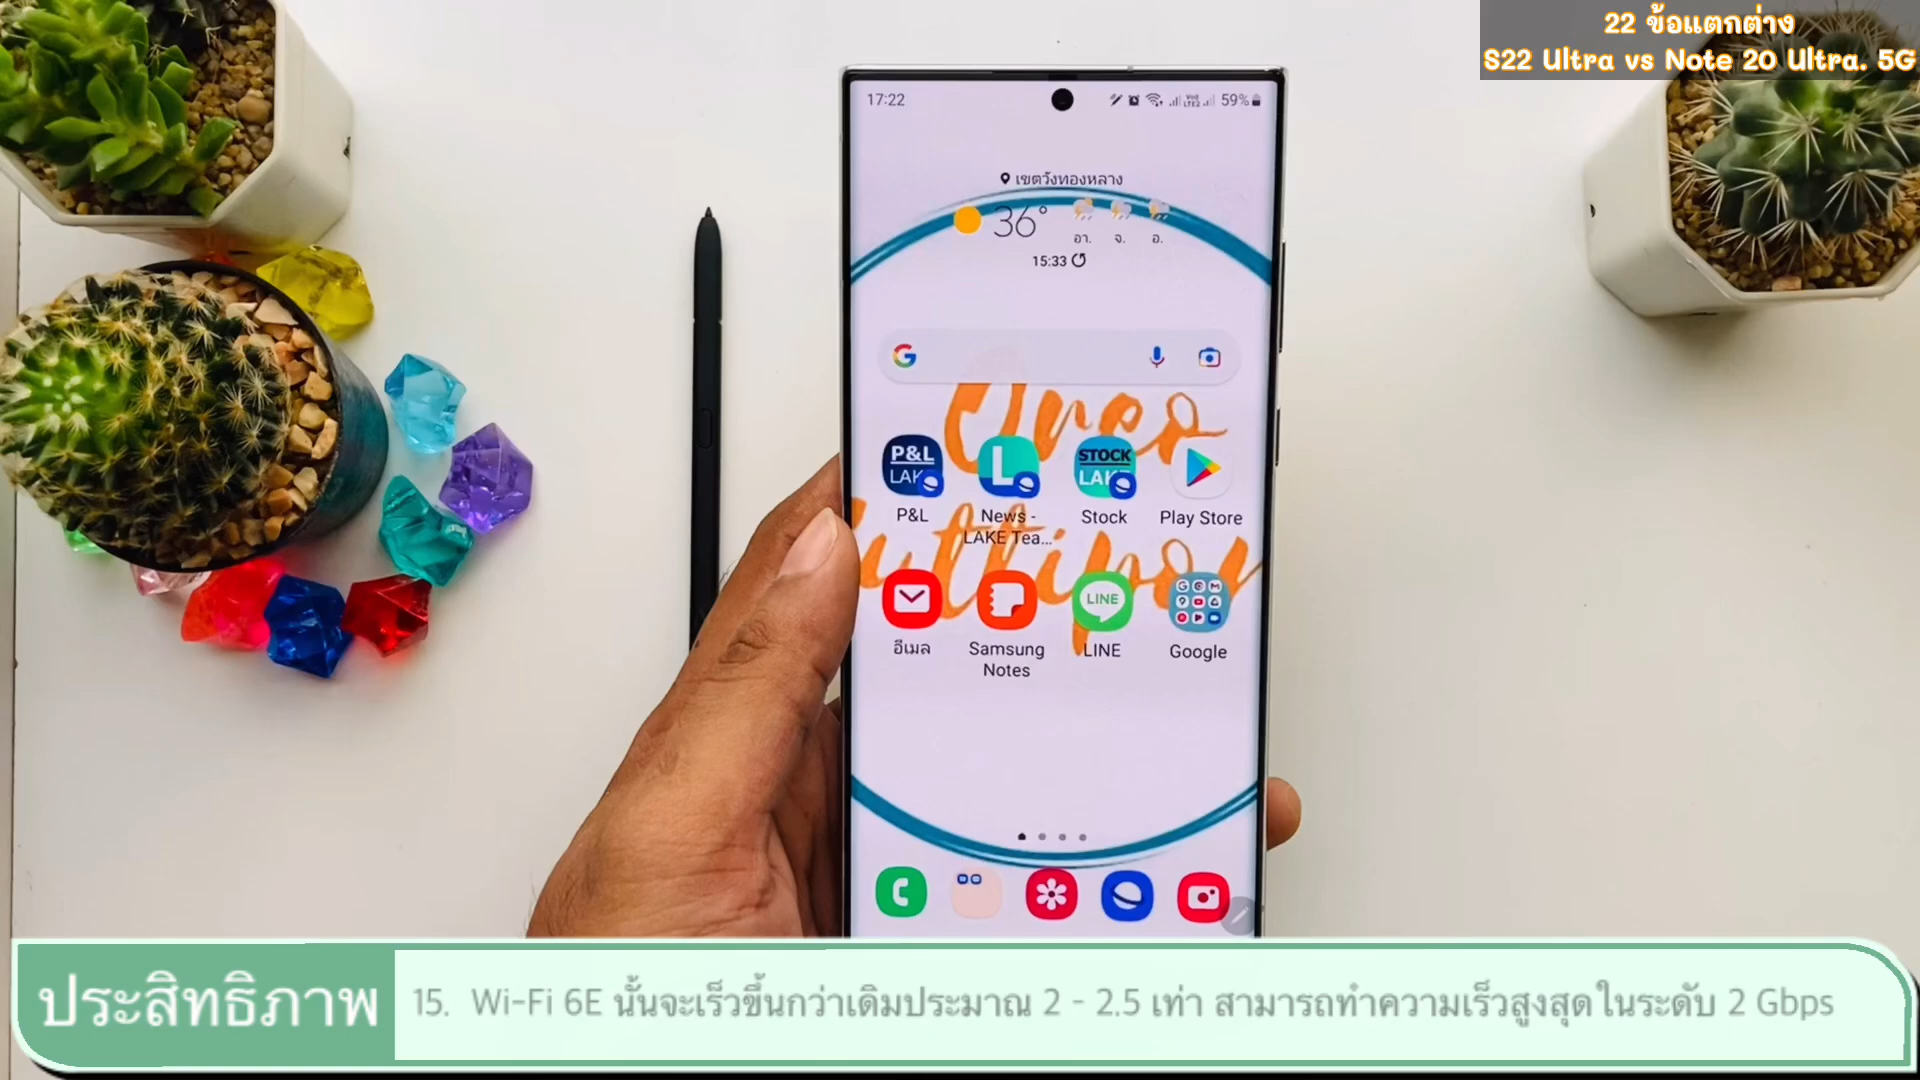 22 ข้อแตกต่าง
S22 Ultra vs Note 20 Ultra. 5G
17:22
59%
เขตวังทองหลาง
36°
อา. จ. อ.
15:33
Oreo
P&L
STOCK
P&L
News -
LAKE Tea...
Stock
Play Store
LINE
อีเมล
Samsung
Notes
LINE
Google
ประสิทธิภาพ
15. Wi-Fi 6E นั้นจะเร็วขึ้นกว่าเดิมประมาณ 2 - 2.5 เท่า สามารถทำความเร็วสูงสุดในระดับ 2 Gbps